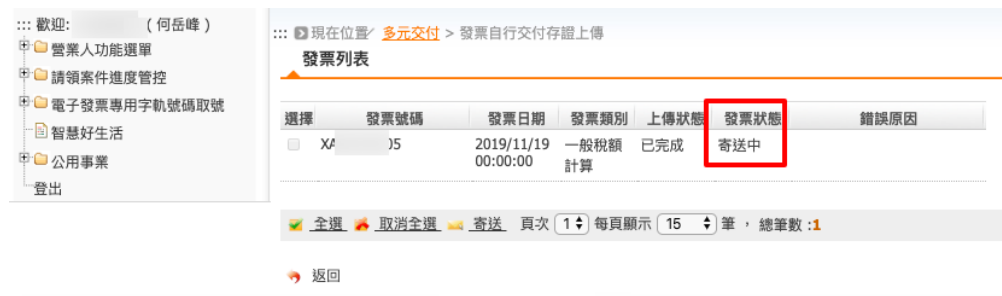 ::: 歡迎: (何岳峰)
營業人功能選單
請領案件進度管控
電子發票專用字軌號碼取號
智慧好生活
公用事業
登出
::: 現在位置/ 多元交付 > 發票自行交付存證上傳
發票列表
選擇 發票號碼 發票日期 發票類別 上傳狀態 發票狀態 錯誤原因
XA 05 2019/11/19 一般稅額 已完成 寄送中
00:00:00 計算
全選 取消全選 寄送 頁次 1 每頁顯示 15 筆 , 總筆數 :1
返回